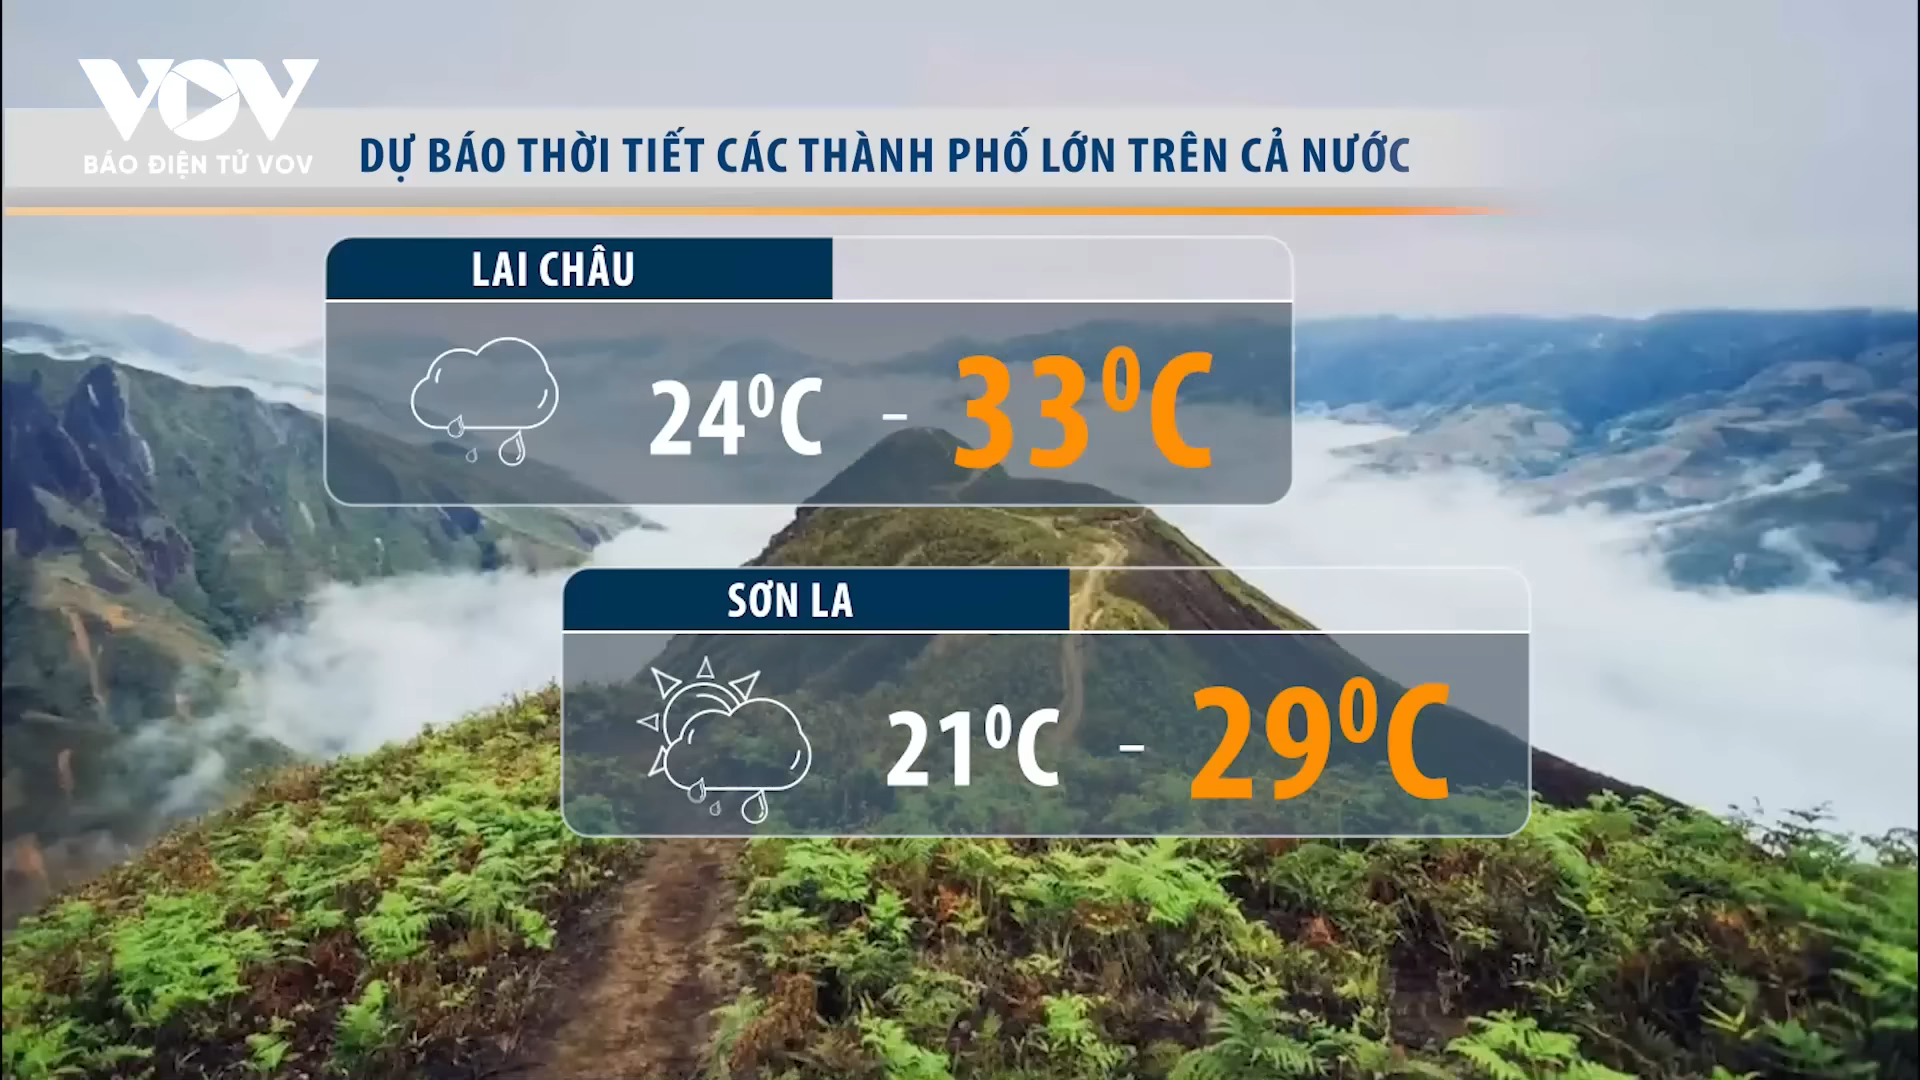 VOV
BÁO ĐIỆN TỬ VOV
DỰ BÁO THỜI TIẾT CÁC THÀNH PHỐ LỚN TRÊN CẢ NƯỚC
LAI CHÂU
24⁰C - 33⁰C
SƠN LA
21⁰C - 29⁰C